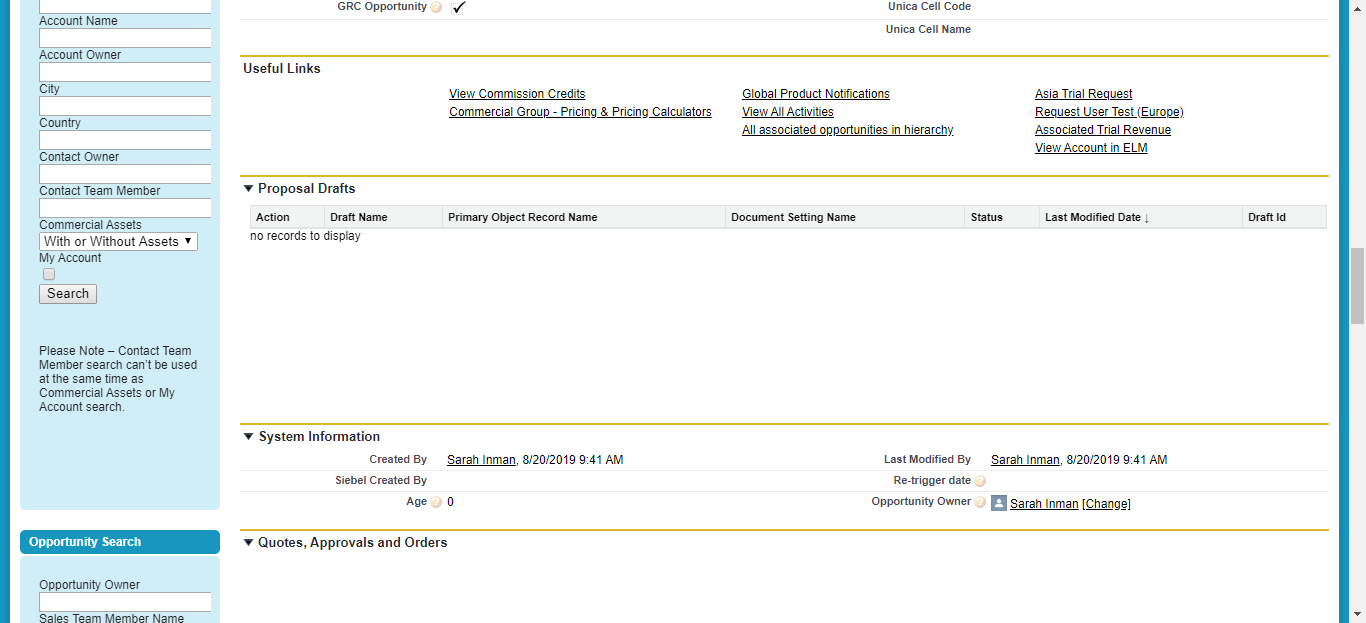 Account Name
Account Owner
City
Country
Contact Owner
Contact Team Member
Commercial Assets
With or Without Assets
My Account
Search
Please Note – Contact Team
Member search can't be used
at the same time as
Commercial Assets or My
Account search.
Opportunity Search
Opportunity Owner
Sales Team Member Name
GRC Opportunity ? Unica Cell Code
Unica Cell Name
Useful Links
View Commission Credits Global Product Notifications Asia Trial Request
Commercial Group - Pricing & Pricing Calculators View All Activities Request User Test (Europe)
All associated opportunities in hierarchy Associated Trial Revenue
View Account in ELM
Proposal Drafts
Action Draft Name Primary Object Record Name Document Setting Name Status Last Modified Date ↓ Draft Id
no records to display
System Information
Created By Sarah Inman, 8/20/2019 9:41 AM Last Modified By Sarah Inman, 8/20/2019 9:41 AM
Siebel Created By Re-trigger date ?
Age ? 0 Opportunity Owner ? Sarah Inman [Change]
Quotes, Approvals and Orders